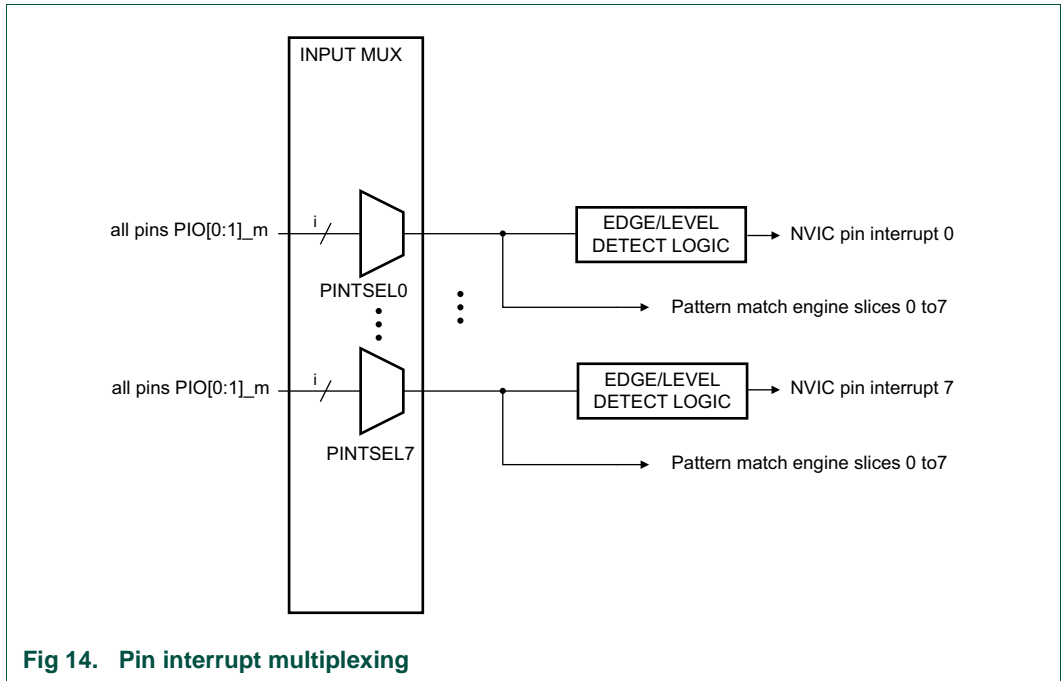 INPUT MUX
all pins PIO[0:1]_m
i
PINTSEL0
EDGE/LEVEL
DETECT LOGIC
NVIC pin interrupt 0
Pattern match engine slices 0 to7
all pins PIO[0:1]_m
i
PINTSEL7
EDGE/LEVEL
DETECT LOGIC
NVIC pin interrupt 7
Pattern match engine slices 0 to7
Fig 14. Pin interrupt multiplexing